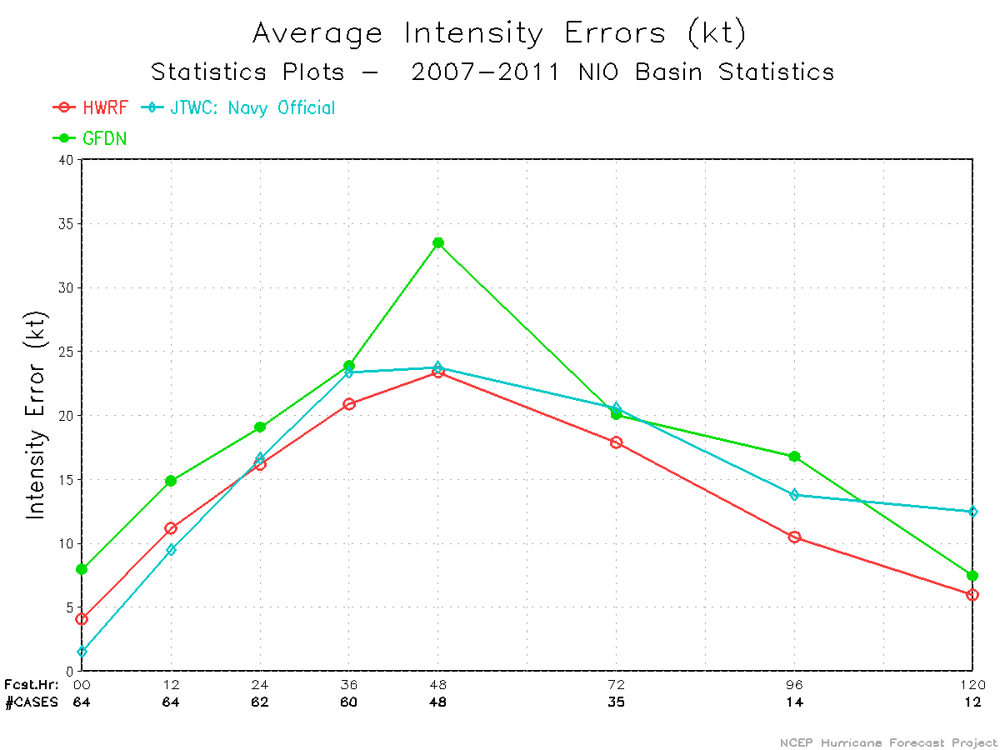 Average Intensity Errors (kt)
Statistics Plots - 2007-2011 NIO Basin Statistics
HWRF JTWC: Navy Official
GFDN
40
35
30
25
20
15
10
5
0
Intensity Error (kt)
Fcst.Hr: 00 12 24 36 48 72 96 120
#CASES 64 64 62 60 48 35 14 12
NCEP Hurricane Forecast Project